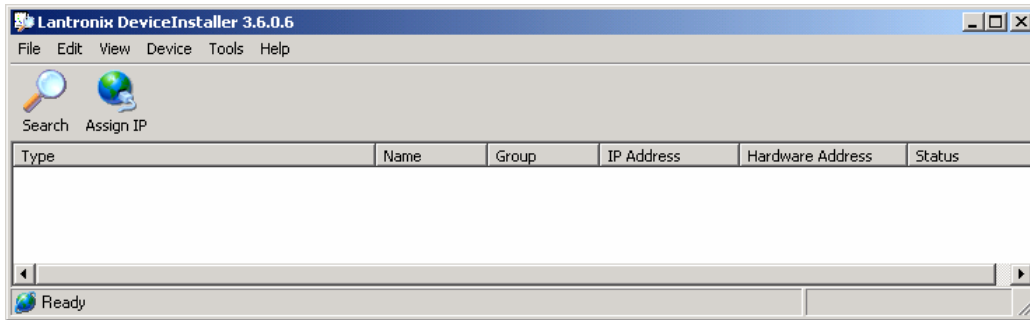 Lantronix DeviceInstaller 3.6.0.6
File Edit View Device Tools Help
Search Assign IP
Type Name Group IP Address Hardware Address Status
Ready